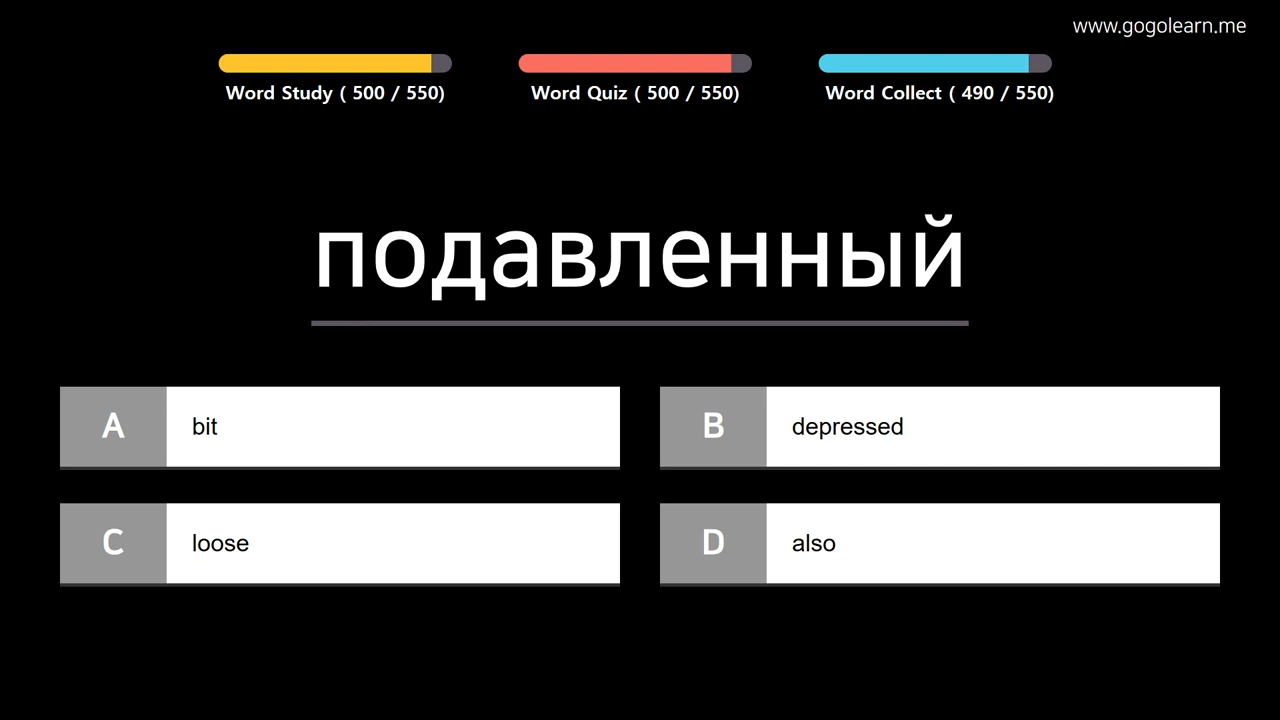 www.gogolearn.me
Word Study ( 500 / 550)
Word Quiz ( 500 / 550)
Word Collect ( 490 / 550)
подавленный
A bit
B depressed
C loose
D also